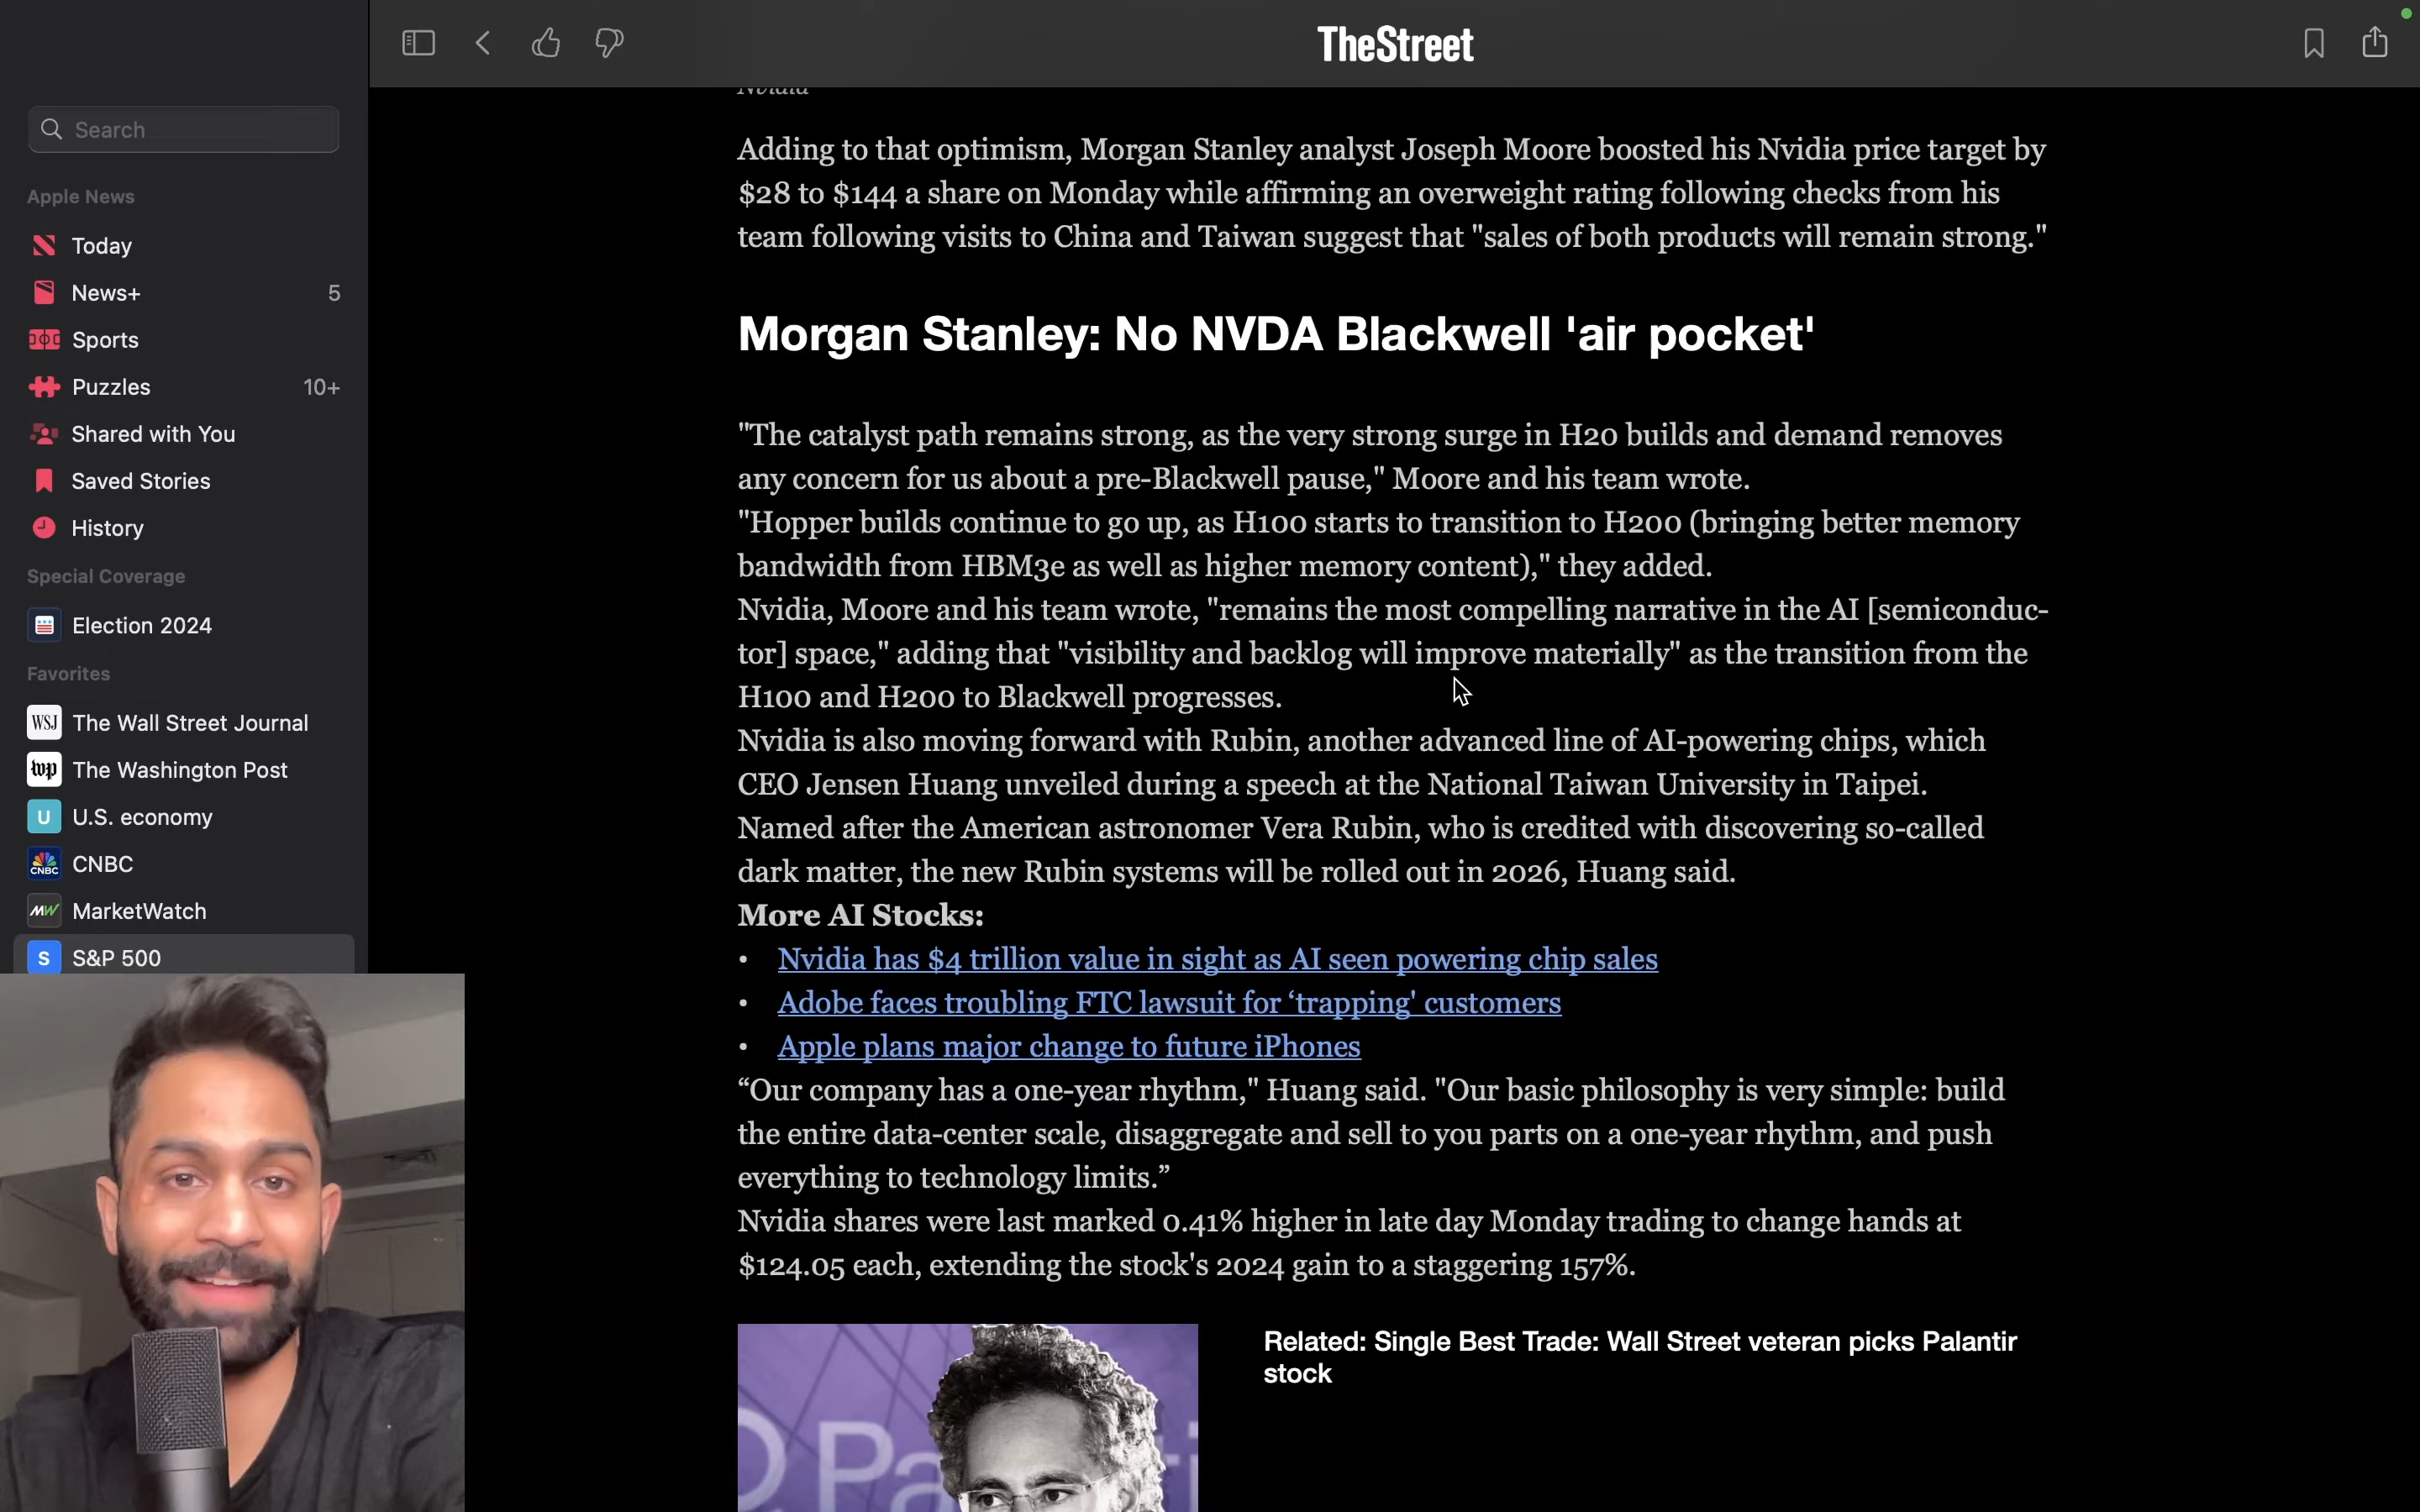 TheStreet
Search
Apple News
Today
News+ 5
Sports
Puzzles 10+
Shared with You
Saved Stories
History
Special Coverage
Election 2024
Favorites
WSJ The Wall Street Journal
wp The Washington Post
U U.S. economy
CNBC CNBC
MW MarketWatch
S S&P 500
Nvidia
Adding to that optimism, Morgan Stanley analyst Joseph Moore boosted his Nvidia price target by
$28 to $144 a share on Monday while affirming an overweight rating following checks from his
team following visits to China and Taiwan suggest that "sales of both products will remain strong."
Morgan Stanley: No NVDA Blackwell 'air pocket'
"The catalyst path remains strong, as the very strong surge in H20 builds and demand removes
any concern for us about a pre-Blackwell pause," Moore and his team wrote.
"Hopper builds continue to go up, as H100 starts to transition to H200 (bringing better memory
bandwidth from HBM3e as well as higher memory content)," they added.
Nvidia, Moore and his team wrote, "remains the most compelling narrative in the AI [semiconduc-
tor] space," adding that "visibility and backlog will improve materially" as the transition from the
H100 and H200 to Blackwell progresses.
Nvidia is also moving forward with Rubin, another advanced line of AI-powering chips, which
CEO Jensen Huang unveiled during a speech at the National Taiwan University in Taipei.
Named after the American astronomer Vera Rubin, who is credited with discovering so-called
dark matter, the new Rubin systems will be rolled out in 2026, Huang said.
More AI Stocks:
• Nvidia has $4 trillion value in sight as AI seen powering chip sales
• Adobe faces troubling FTC lawsuit for ‘trapping' customers
• Apple plans major change to future iPhones
“Our company has a one-year rhythm," Huang said. "Our basic philosophy is very simple: build
the entire data-center scale, disaggregate and sell to you parts on a one-year rhythm, and push
everything to technology limits.”
Nvidia shares were last marked 0.41% higher in late day Monday trading to change hands at
$124.05 each, extending the stock's 2024 gain to a staggering 157%.
Related: Single Best Trade: Wall Street veteran picks Palantir
stock